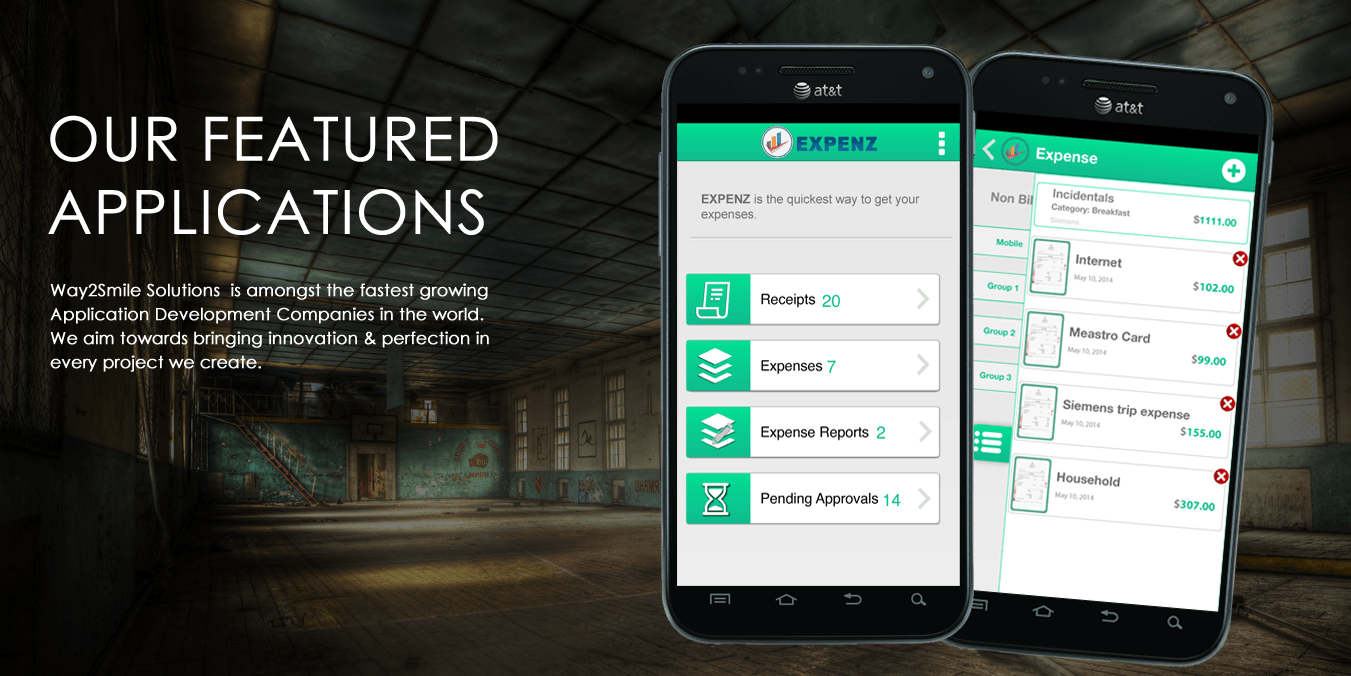 OUR FEATURED
APPLICATIONS
Way2Smile Solutions is amongst the fastest growing
Application Development Companies in the world.
We aim towards bringing innovation & perfection in
every project we create.
at&t
EXPENZ
EXPENZ is the quickest way to get your
expenses.
Receipts 20
Expenses 7
Expense Reports 2
Pending Approvals 14
at&t
Expense
Non Bil
Mobile
Group 1
Group 2
Group 3
Incidentals
Category: Breakfast
Siemens
$1111.00
Internet
May 10, 2014
$102.00
Meastro Card
May 10, 2014
$99.00
Siemens trip expense
May 10, 2014
$155.00
Household
May 10, 2014
$307.00